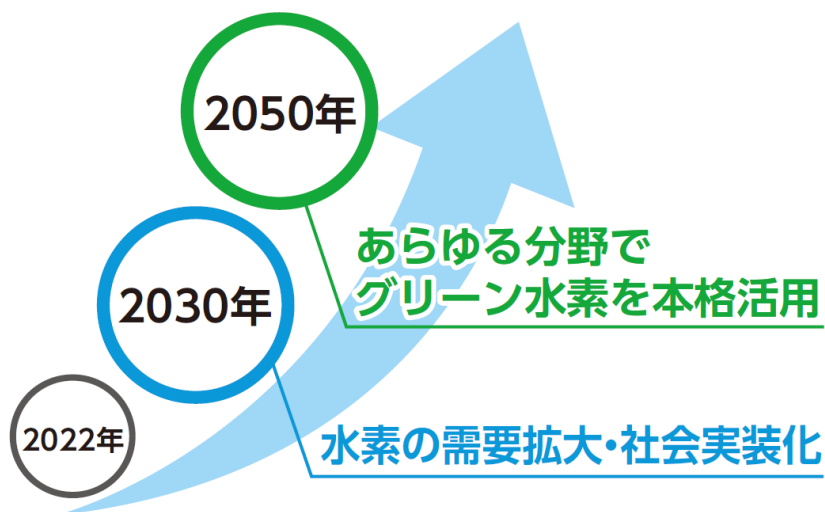 2050年
あらゆる分野で
グリーン水素を本格活用
2030年
水素の需要拡大・社会実装化
2022年